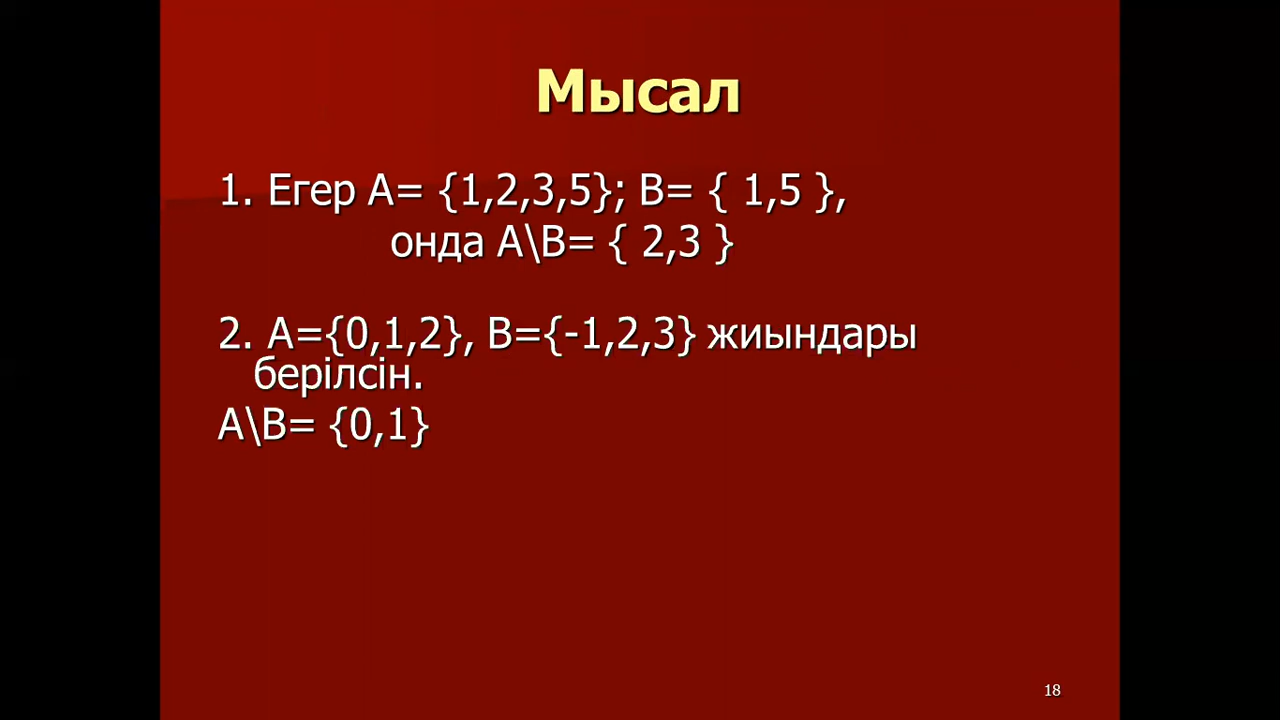 Мысал
1. Егер А= {1,2,3,5}; В= { 1,5 },
онда А\В= { 2,3 }
2. А={0,1,2}, В={-1,2,3} жиындары
берілсін.
А\В= {0,1}
18